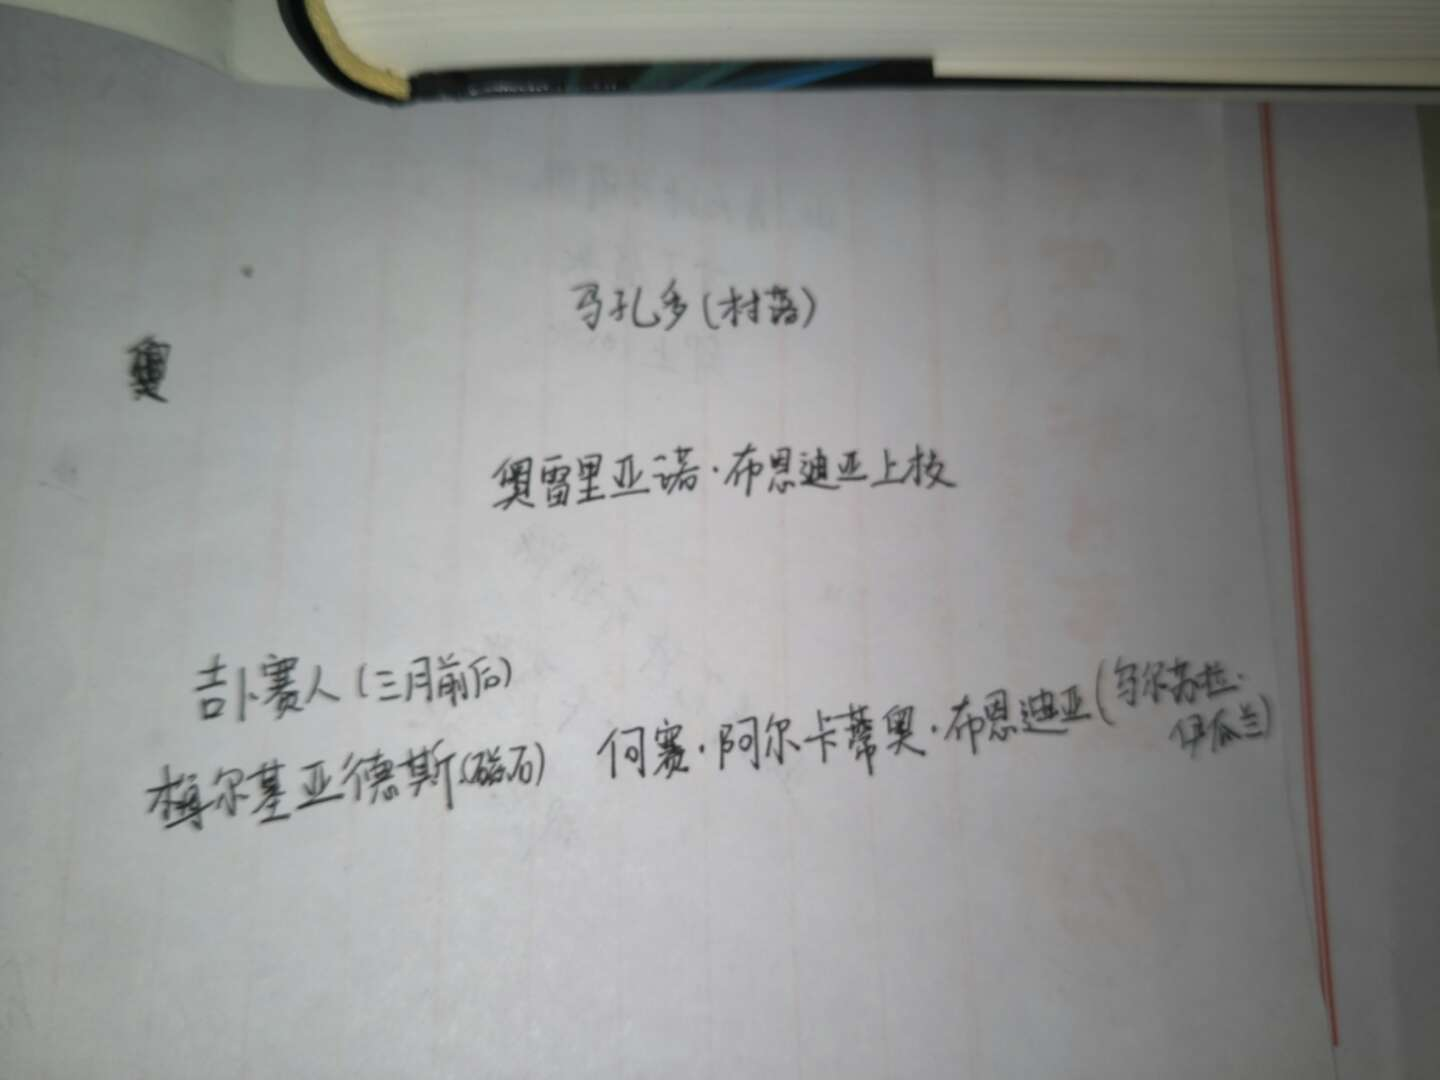 马孔多(村落)
奥雷里亚诺·布恩迪亚上校
吉卜赛人(三月前后)
梅尔基亚德斯(磁石)
何赛·阿尔卡蒂奥·布恩迪亚(乌尔苏拉·
伊瓜兰)